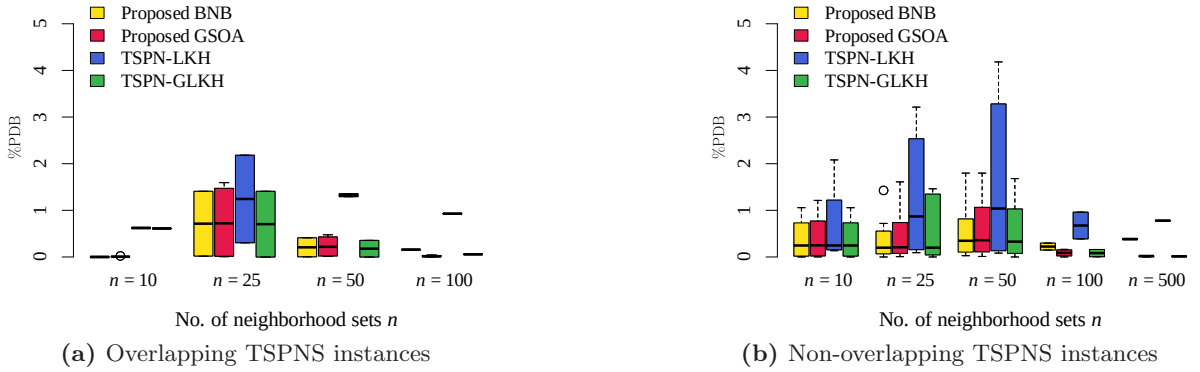 %PDB
5
4
3
2
1
0
Proposed BNB
Proposed GSOA
TSPN-LKH
TSPN-GLKH
n = 10
n = 25
n = 50
n = 100
No. of neighborhood sets n
(a) Overlapping TSPNS instances
%PDB
5
4
3
2
1
0
Proposed BNB
Proposed GSOA
TSPN-LKH
TSPN-GLKH
n = 10
n = 25
n = 50
n = 100
n = 500
No. of neighborhood sets n
(b) Non-overlapping TSPNS instances